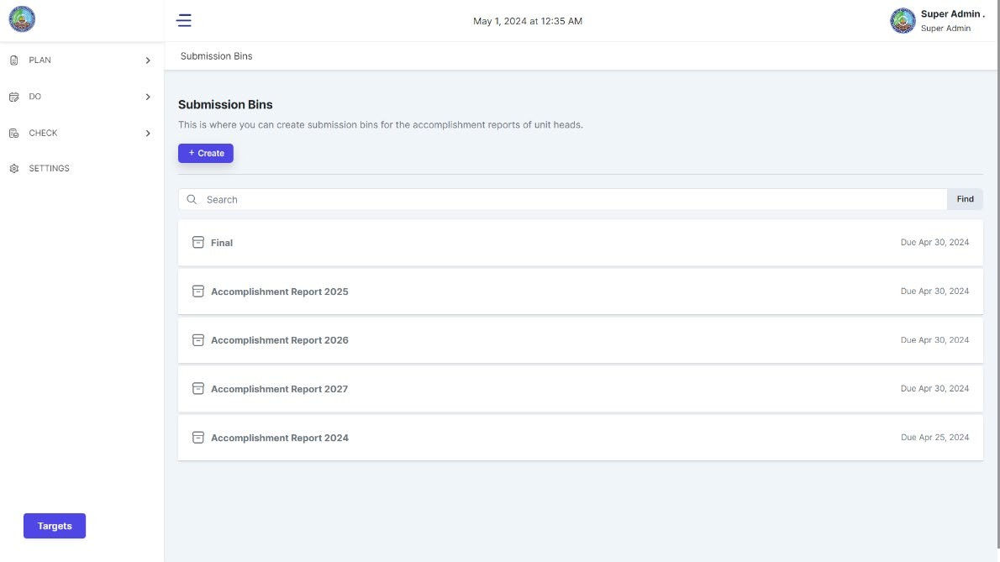 May 1, 2024 at 12:35 AM
Super Admin .
Super Admin
PLAN
DO
CHECK
SETTINGS
Targets
Submission Bins
Submission Bins
This is where you can create submission bins for the accomplishment reports of unit heads.
+ Create
Search
Find
Final
Due Apr 30, 2024
Accomplishment Report 2025
Due Apr 30, 2024
Accomplishment Report 2026
Due Apr 30, 2024
Accomplishment Report 2027
Due Apr 30, 2024
Accomplishment Report 2024
Due Apr 25, 2024